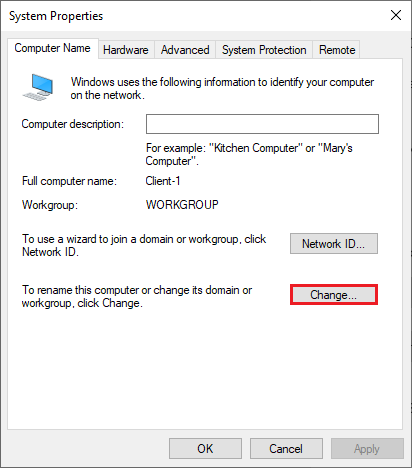 System Properties
Computer Name
Hardware
Advanced
System Protection
Remote
Windows uses the following information to identify your computer
on the network.
Computer description:
For example: "Kitchen Computer" or "Mary's
Computer".
Full computer name:
Client-1
Workgroup:
WORKGROUP
To use a wizard to join a domain or workgroup, click
Network ID.
Network ID...
To rename this computer or change its domain or
workgroup, click Change.
Change...
OK
Cancel
Apply